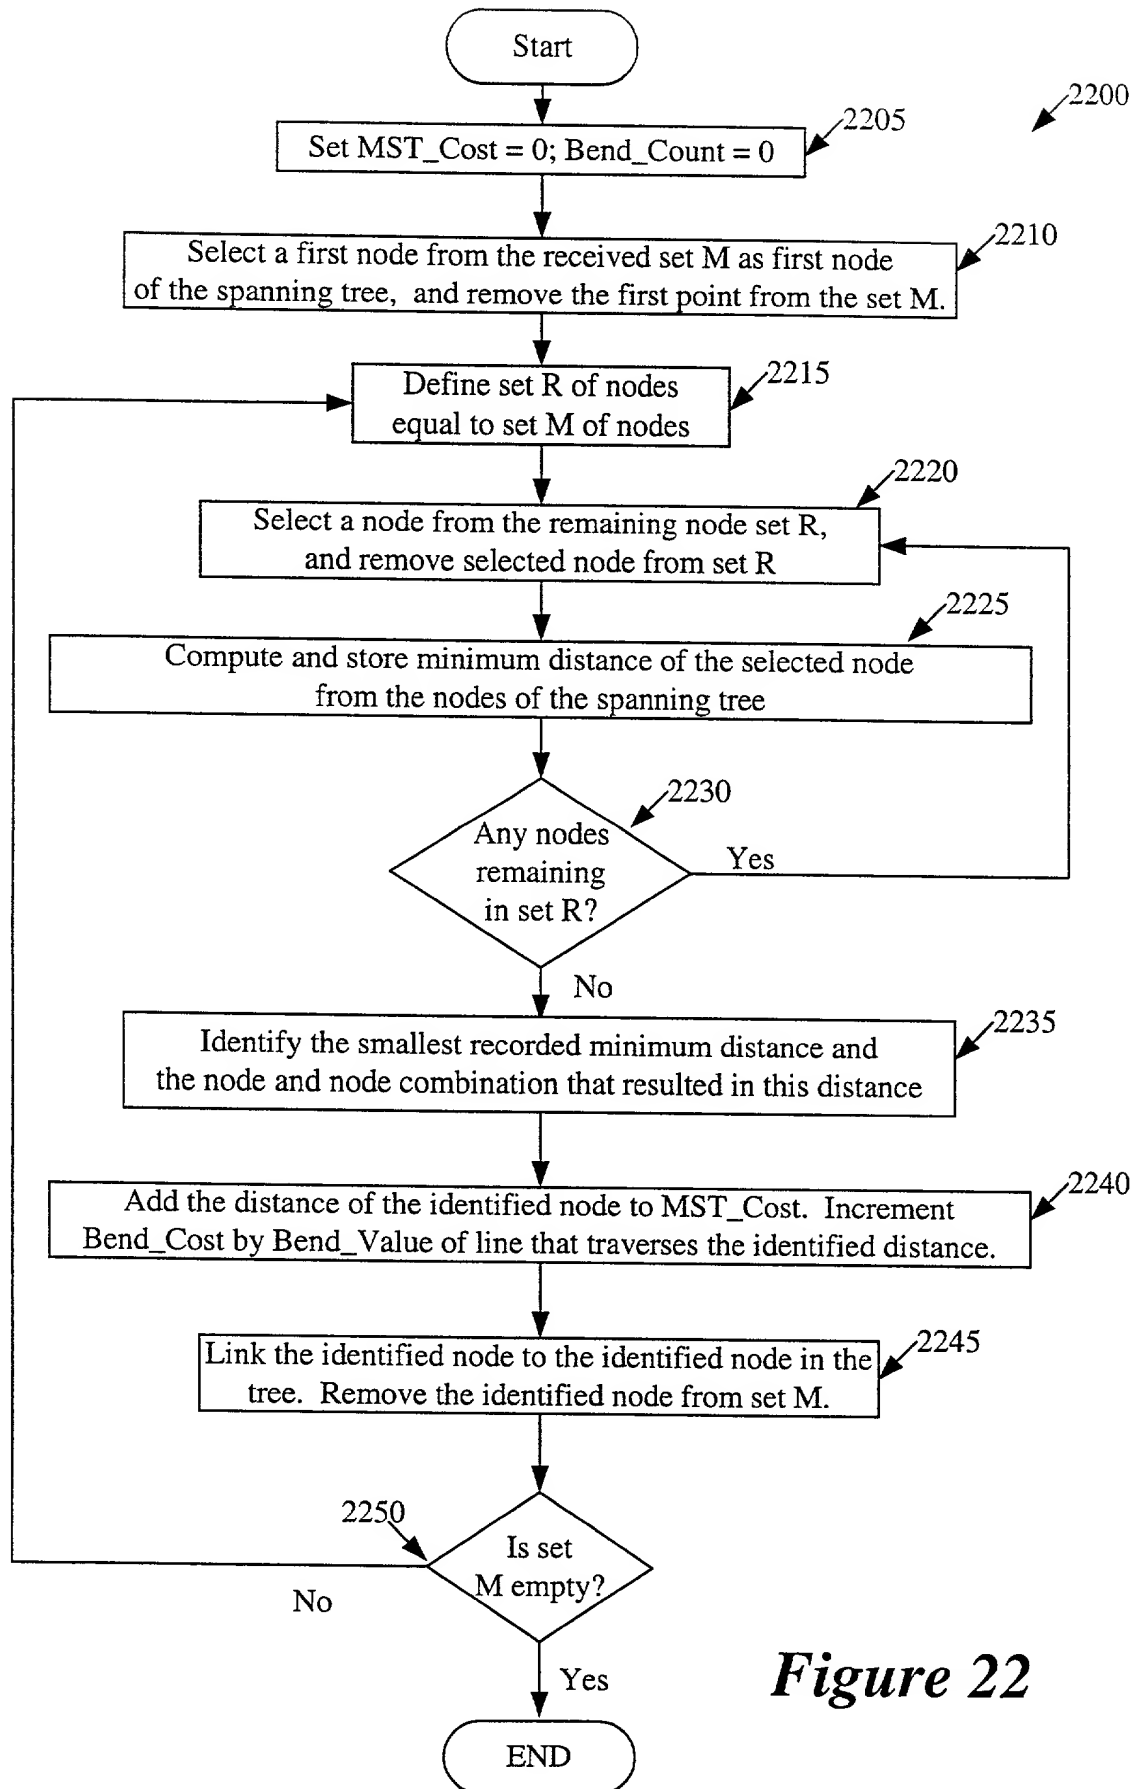 Start
2200
2205
Set MST_Cost = 0; Bend_Count = 0
2210
Select a first node from the received set M as first node
of the spanning tree, and remove the first point from the set M.
2215
Define set R of nodes
equal to set M of nodes
2220
Select a node from the remaining node set R,
and remove selected node from set R
2225
Compute and store minimum distance of the selected node
from the nodes of the spanning tree
2230
Any nodes
remaining
in set R?
Yes
No
2235
Identify the smallest recorded minimum distance and
the node and node combination that resulted in this distance
2240
Add the distance of the identified node to MST_Cost. Increment
Bend_Cost by Bend_Value of line that traverses the identified distance.
2245
Link the identified node to the identified node in the
tree. Remove the identified node from set M.
2250
Is set
M empty?
No
Yes
Figure 22
END